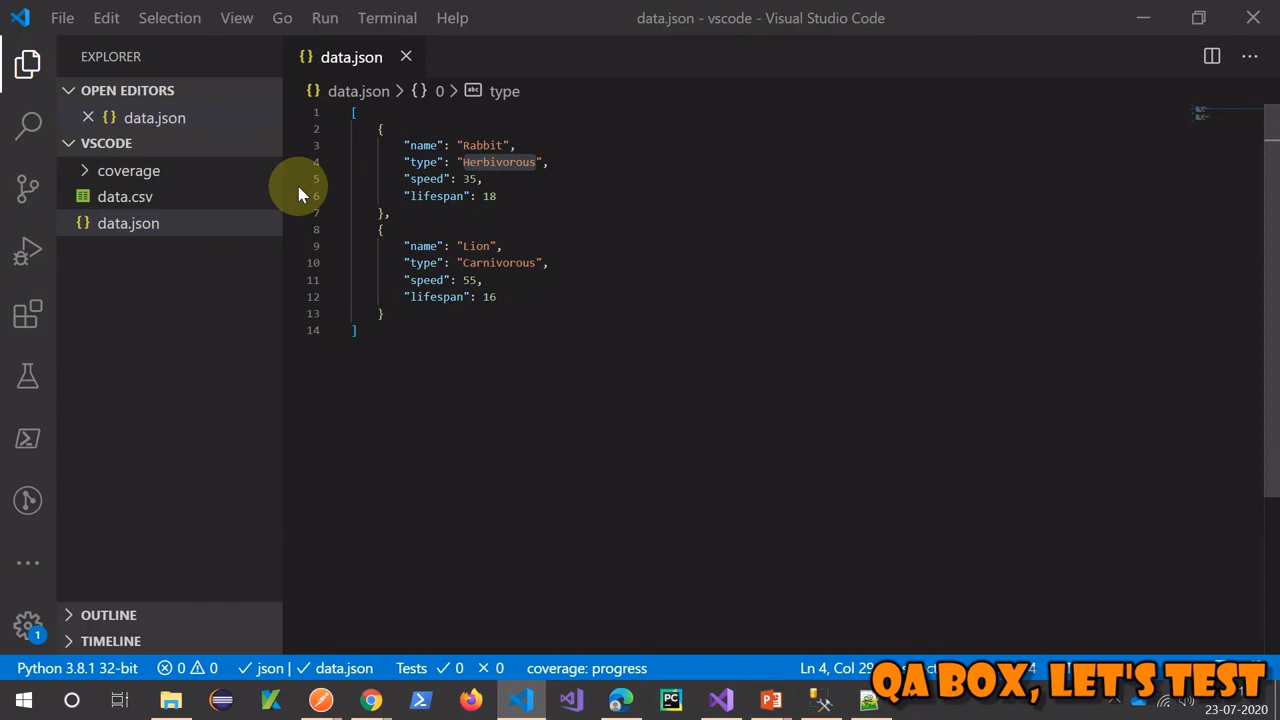 File Edit Selection View Go Run Terminal Help data.json - vscode - Visual Studio Code
EXPLORER
OPEN EDITORS
data.json
VSCODE
coverage
data.csv
data.json
OUTLINE
TIMELINE
1
data.json
data.json > {} 0 > abc type
1 [
2 {
3 "name": "Rabbit",
4 "type": "Herbivorous",
5 "speed": 35,
6 "lifespan": 18
7 },
8 {
9 "name": "Lion",
10 "type": "Carnivorous",
11 "speed": 55,
12 "lifespan": 16
13 }
14 ]
Python 3.8.1 32-bit 0 0 json | data.json Tests 0 0 coverage: progress Ln 4, Col
QA BOX, LET'S TEST
23-07-2020